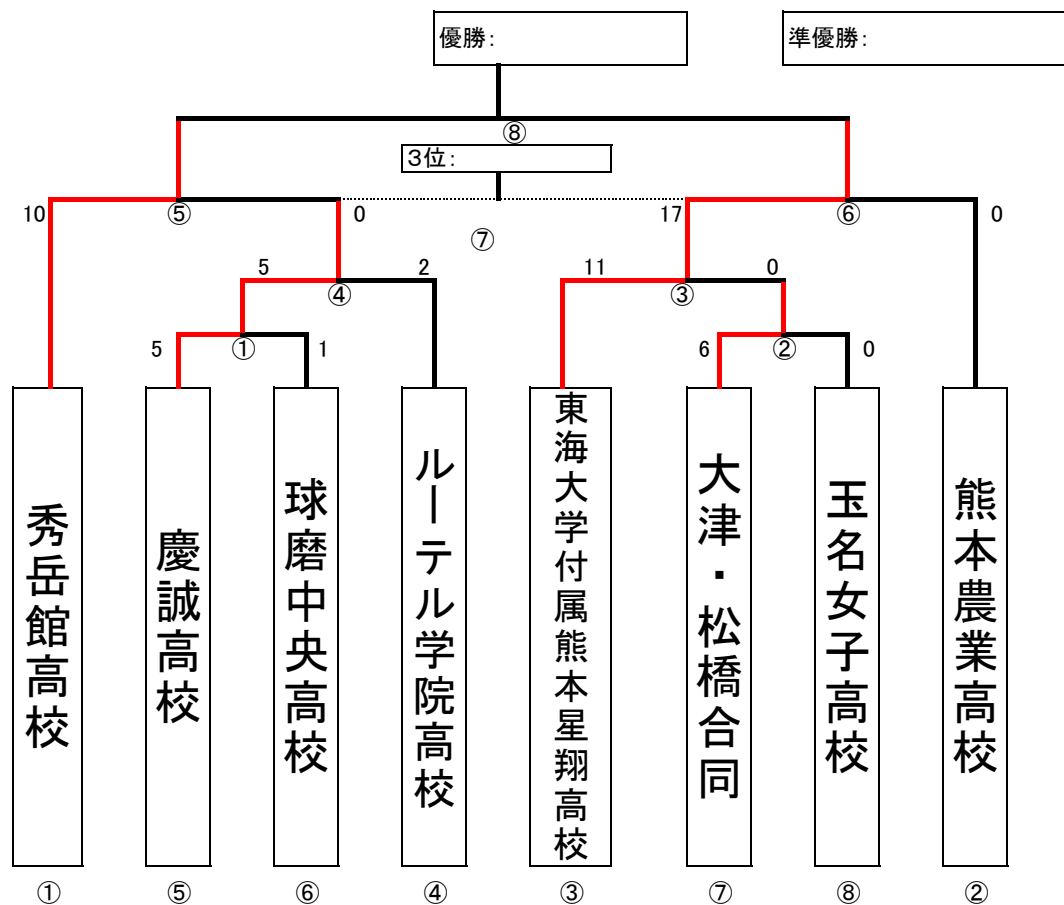 優勝：
準優勝：
⑧
３位：
10
⑤
0
17
⑥
0
⑦
5
④
2
11
③
0
5
①
1
6
②
0
秀岳館高校
慶誠高校
球磨中央高校
ルーテル学院高校
東海大学付属熊本星翔高校
大津・松橋合同
玉名女子高校
熊本農業高校
①
⑤
⑥
④
③
⑦
⑧
②